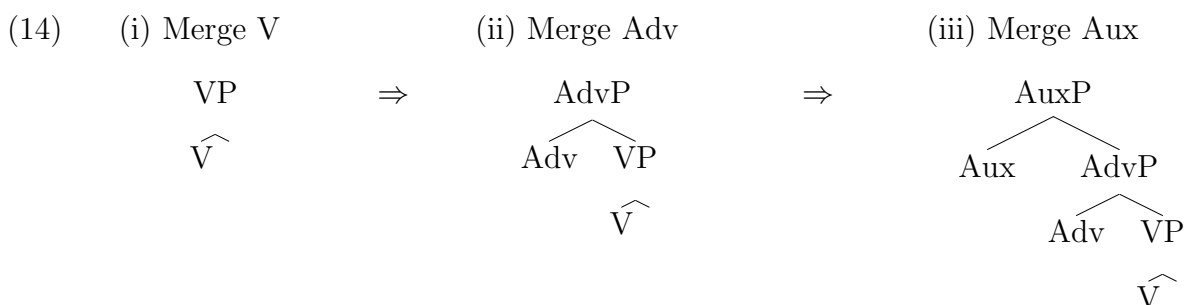 (14) (i) Merge V (ii) Merge Adv (iii) Merge Aux
VP ⇒ AdvP ⇒ AuxP
V Adv VP Aux AdvP
V Adv VP
V